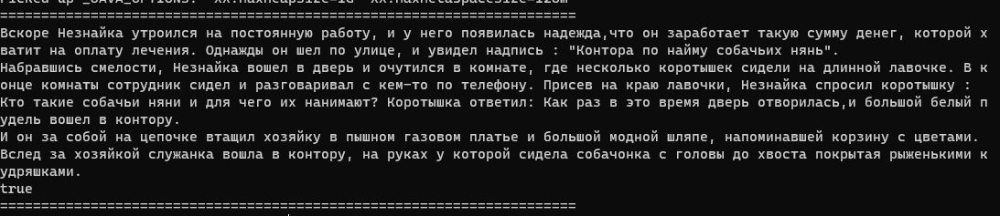 Picked up _JAVA_OPTIONS: -XX:MaxHeapSize=1G -XX:MaxMetaspaceSize=128m
======================================================================
Вскоре Незнайка утроился на постоянную работу, и у него появилась надежда,что он заработает такую сумму денег, которой х
ватит на оплату лечения. Однажды он шел по улице, и увидел надпись : "Контора по найму собачьих нянь".
Набравшись смелости, Незнайка вошел в дверь и очутился в комнате, где несколько коротышек сидели на длинной лавочке. В к
онце комнаты сотрудник сидел и разговаривал с кем-то по телефону. Присев на краю лавочки, Незнайка спросил коротышку :
Кто такие собачьи няни и для чего их нанимают? Коротышка ответил: Как раз в это время дверь отворилась,и большой белый п
удель вошел в контору.
И он за собой на цепочке втащил хозяйку в пышном газовом платье и большой модной шляпе, напоминавшей корзину с цветами.
Вслед за хозяйкой служанка вошла в контору, на руках у которой сидела собачонка с головы до хвоста покрытая рыженькими к
удряшками.
true
======================================================================